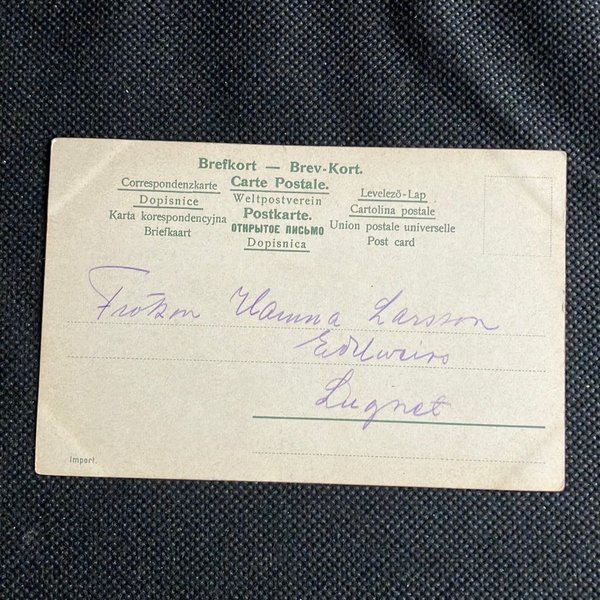 Brefkort — Brev-Kort.
Correspondenzkarte Carte Postale. Levelező-Lap
Dopisnice Weltpostverein Cartolina postale
Karta korespondencyjna Postkarte. Union postale universelle
Briefkaart ОТКРЫТОЕ ПИСЬМО Post card
Dopisnica
Fröken Hanna Larsson
Edelweiss
Lugnet
Import.